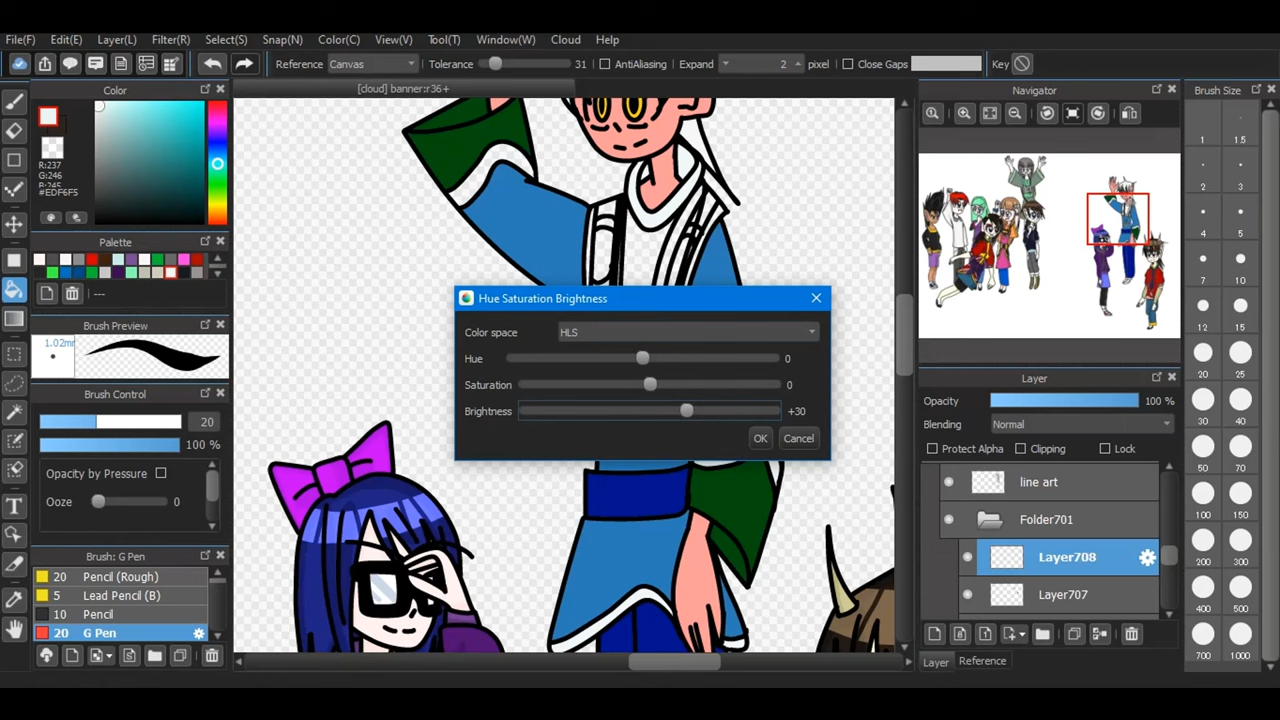 File(F) Edit(E) Layer(L) Filter(R) Select(S) Snap(N) Color(C) View(V) Tool(T) Window(W) Cloud Help
Reference Canvas Tolerance 31 AntiAliasing Expand 2 pixel Close Gaps Key
Color
[cloud] banner:r36+
Navigator
Brush Size
R:237
G:246
B:245
#EDF6F5
1 1.5
2 3
4 5
7 10
12 15
20 25
30 40
50 70
100 150
200 300
400 500
700 1000
Palette
---
Brush Preview
1.02mm
Brush Control
20
100 %
Opacity by Pressure
Ooze 0
Brush: G Pen
20 Pencil (Rough)
5 Lead Pencil (B)
10 Pencil
20 G Pen
Hue Saturation Brightness
Color space HLS
Hue 0
Saturation 0
Brightness +30
OK Cancel
Layer
Opacity 100 %
Blending Normal
Protect Alpha Clipping Lock
line art
Folder701
Layer708
Layer707
Layer Reference